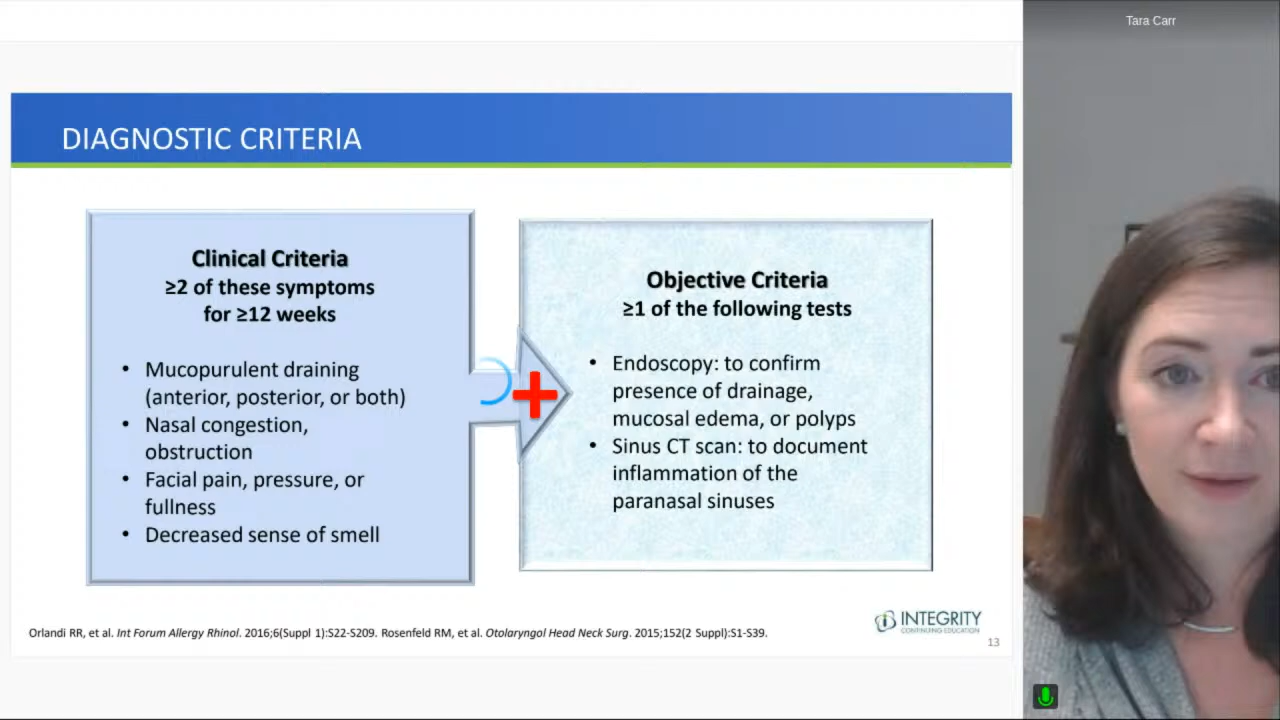 Tara Carr
DIAGNOSTIC CRITERIA
Clinical Criteria
≥2 of these symptoms
for ≥12 weeks
• Mucopurulent draining
(anterior, posterior, or both)
• Nasal congestion,
obstruction
• Facial pain, pressure, or
fullness
• Decreased sense of smell
Objective Criteria
≥1 of the following tests
• Endoscopy: to confirm
presence of drainage,
mucosal edema, or polyps
• Sinus CT scan: to document
inflammation of the
paranasal sinuses
Orlandi RR, et al. Int Forum Allergy Rhinol. 2016;6(Suppl 1):S22-S209. Rosenfeld RM, et al. Otolaryngol Head Neck Surg. 2015;152(2 Suppl):S1-S39.
INTEGRITY
CONTINUING EDUCATION
13